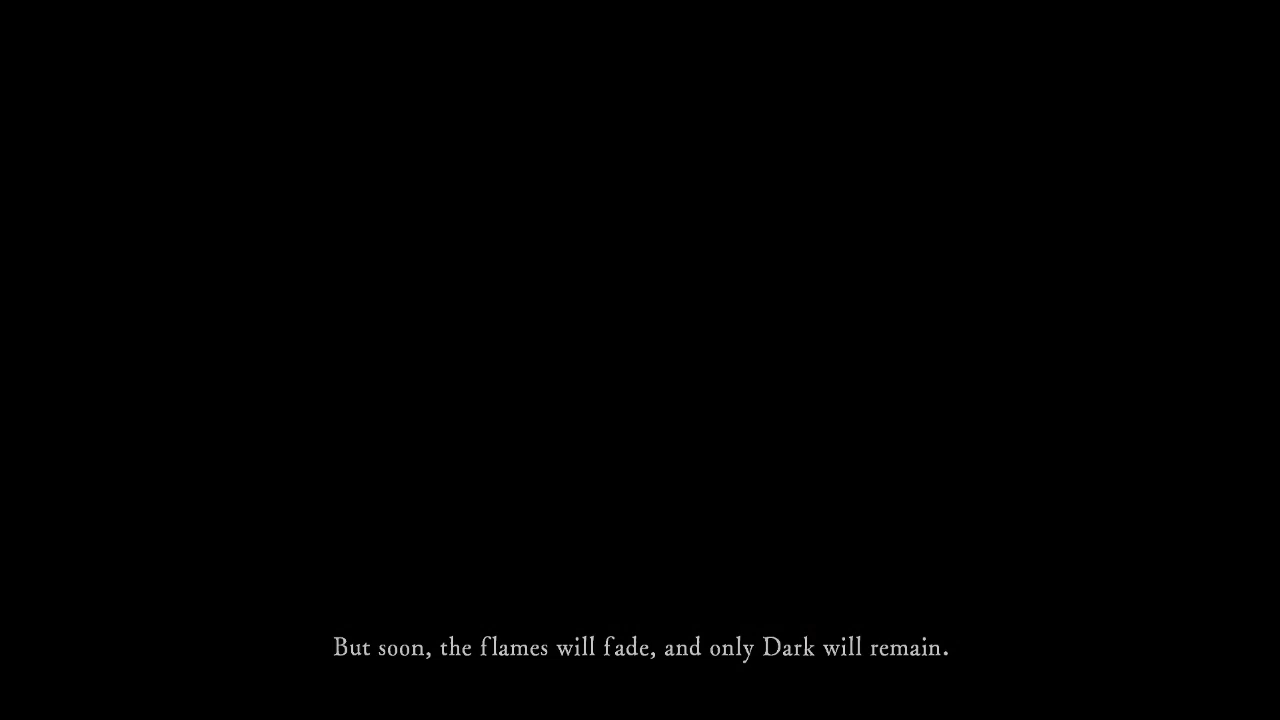 But soon, the flames will fade, and only Dark will remain.